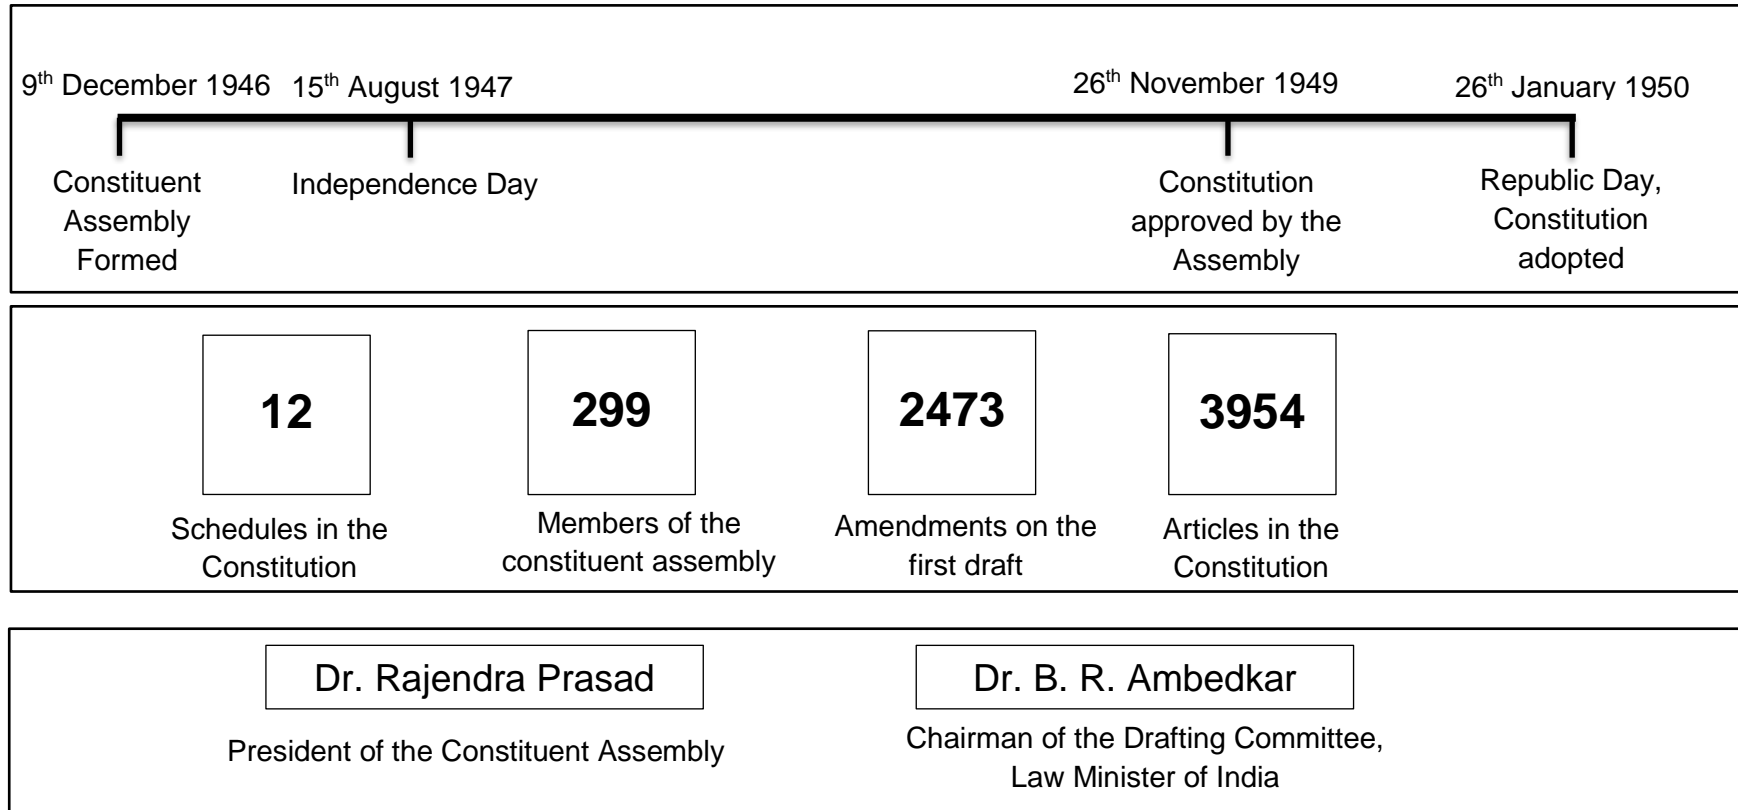 9th December 1946 15th August 1947 26th November 1949 26th January 1950
Constituent
Assembly
Formed
Independence Day
Constitution
approved by the
Assembly
Republic Day,
Constitution
adopted
12
299
2473
3954
Schedules in the
Constitution
Members of the
constituent assembly
Amendments on the
first draft
Articles in the
Constitution
Dr. Rajendra Prasad
President of the Constituent Assembly
Dr. B. R. Ambedkar
Chairman of the Drafting Committee,
Law Minister of India